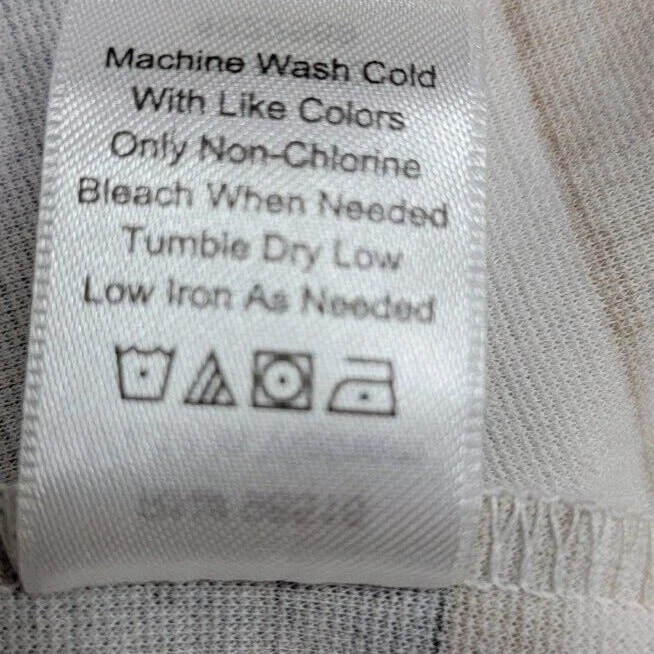 Machine Wash Cold
With Like Colors
Only Non-Chlorine
Bleach When Needed
Tumble Dry Low
Low Iron As Needed